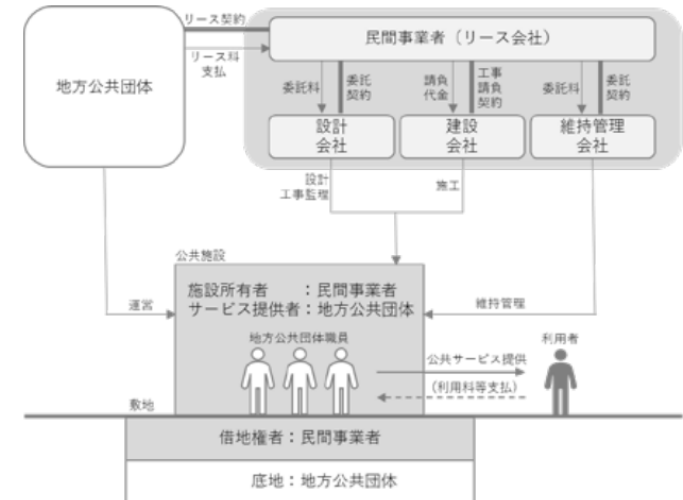 リース契約
民間事業者（リース会社）
リース料
支払
地方公共団体
委託料
委託
契約
請負
代金
工事
請負
契約
委託料
委託
契約
設計
会社
建設
会社
維持管理
会社
設計
工事監理
施工
公共施設
施設所有者　：民間事業者
サービス提供者：地方公共団体
運営
維持管理
地方公共団体職員
利用者
公共サービス提供
（利用料等支払）
敷地
借地権者：民間事業者
底地：地方公共団体